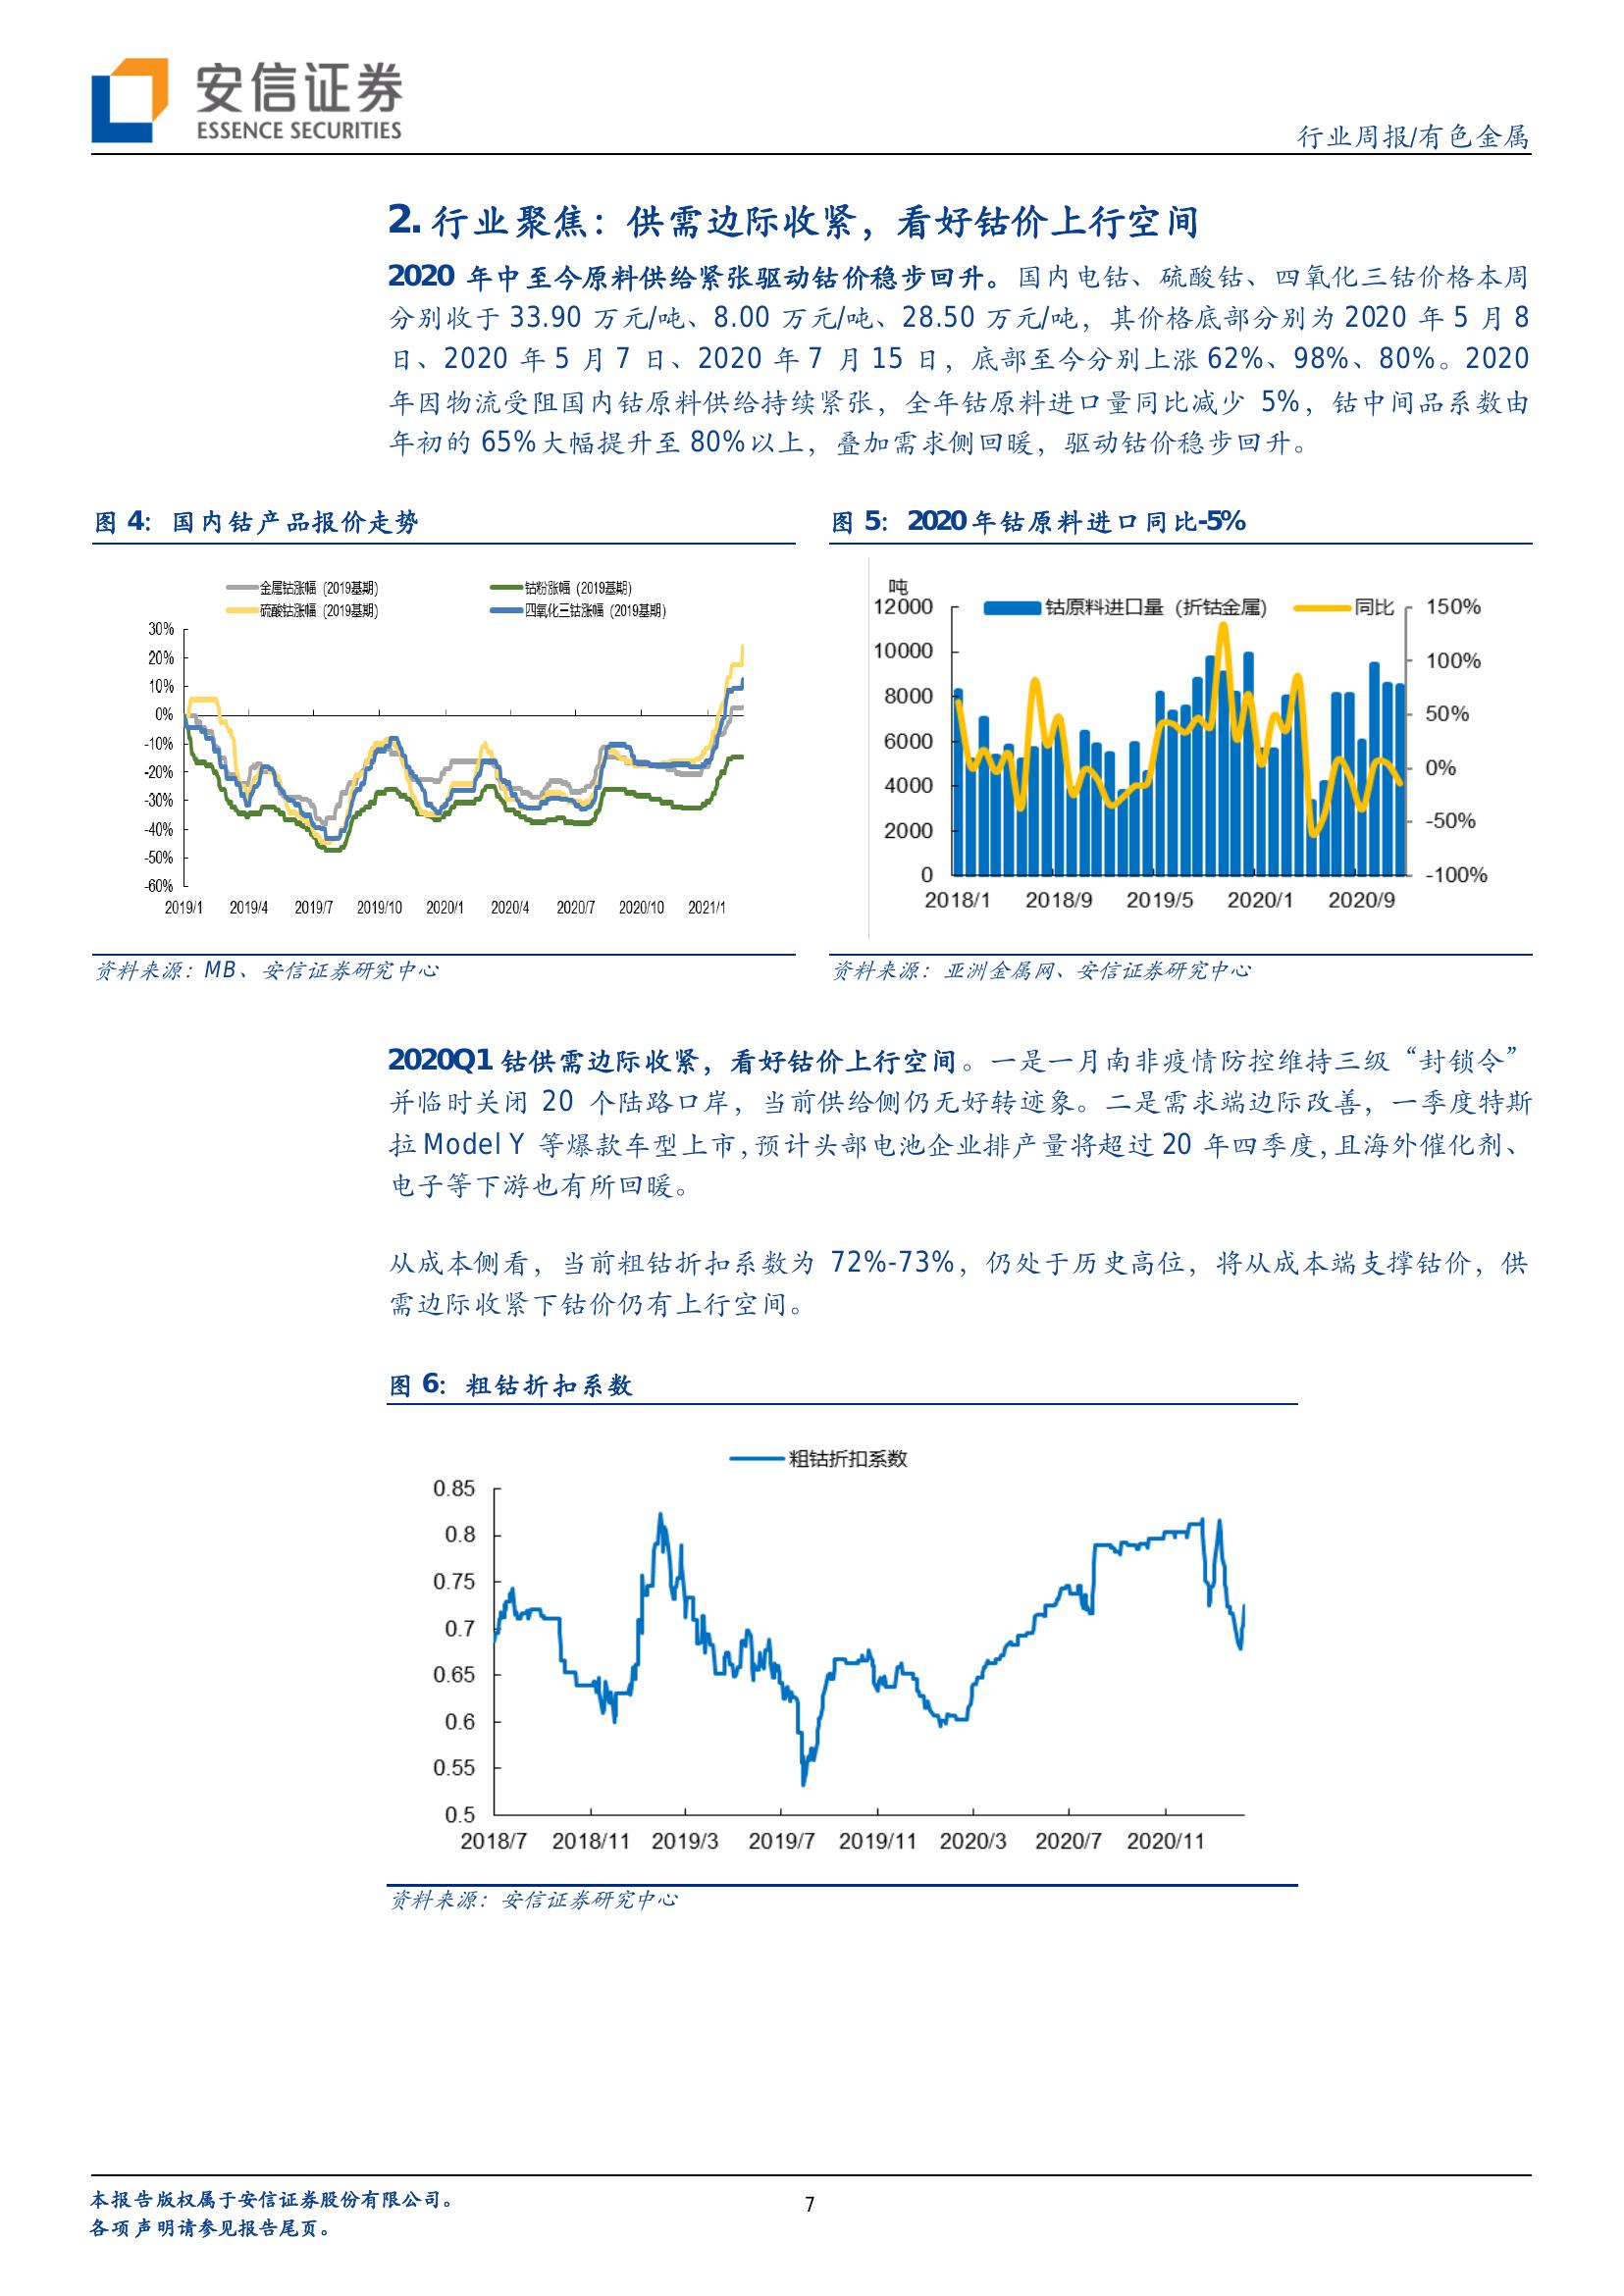 安信证券
ESSENCE SECURITIES
行业周报/有色金属
2. 行业聚焦：供需边际收紧，看好钴价上行空间
2020 年中至今原料供给紧张驱动钴价稳步回升。国内电钴、硫酸钴、四氧化三钴价格本周
分别收于 33.90 万元/吨、8.00 万元/吨、28.50 万元/吨，其价格底部分别为 2020 年 5 月 8
日、2020 年 5 月 7 日、2020 年 7 月 15 日，底部至今分别上涨 62%、98%、80%。2020
年因物流受阻国内钴原料供给持续紧张，全年钴原料进口量同比减少 5%，钴中间品系数由
年初的 65%大幅提升至 80%以上，叠加需求侧回暖，驱动钴价稳步回升。
图 4：国内钴产品报价走势
金属钴涨幅（2019基期）
钴粉涨幅（2019基期）
硫酸钴涨幅（2019基期）
四氧化三钴涨幅（2019基期）
30%
20%
10%
0%
-10%
-20%
-30%
-40%
-50%
-60%
2019/1 2019/4 2019/7 2019/10 2020/1 2020/4 2020/7 2020/10 2021/1
资料来源：MB、安信证券研究中心
图 5：2020 年钴原料进口同比-5%
吨
钴原料进口量（折钴金属）
同比
12000
10000
8000
6000
4000
2000
0
150%
100%
50%
0%
-50%
-100%
2018/1 2018/9 2019/5 2020/1 2020/9
资料来源：亚洲金属网、安信证券研究中心
2020Q1 钴供需边际收紧，看好钴价上行空间。一是一月南非疫情防控维持三级“封锁令”
并临时关闭 20 个陆路口岸，当前供给侧仍无好转迹象。二是需求端边际改善，一季度特斯
拉 Model Y 等爆款车型上市，预计头部电池企业排产量将超过 20 年四季度，且海外催化剂、
电子等下游也有所回暖。
从成本侧看，当前粗钴折扣系数为 72%-73%，仍处于历史高位，将从成本端支撑钴价，供
需边际收紧下钴价仍有上行空间。
图 6：粗钴折扣系数
粗钴折扣系数
0.85
0.8
0.75
0.7
0.65
0.6
0.55
0.5
2018/7 2018/11 2019/3 2019/7 2019/11 2020/3 2020/7 2020/11
资料来源：安信证券研究中心
本报告版权属于安信证券股份有限公司。
各项声明请参见报告尾页。
7